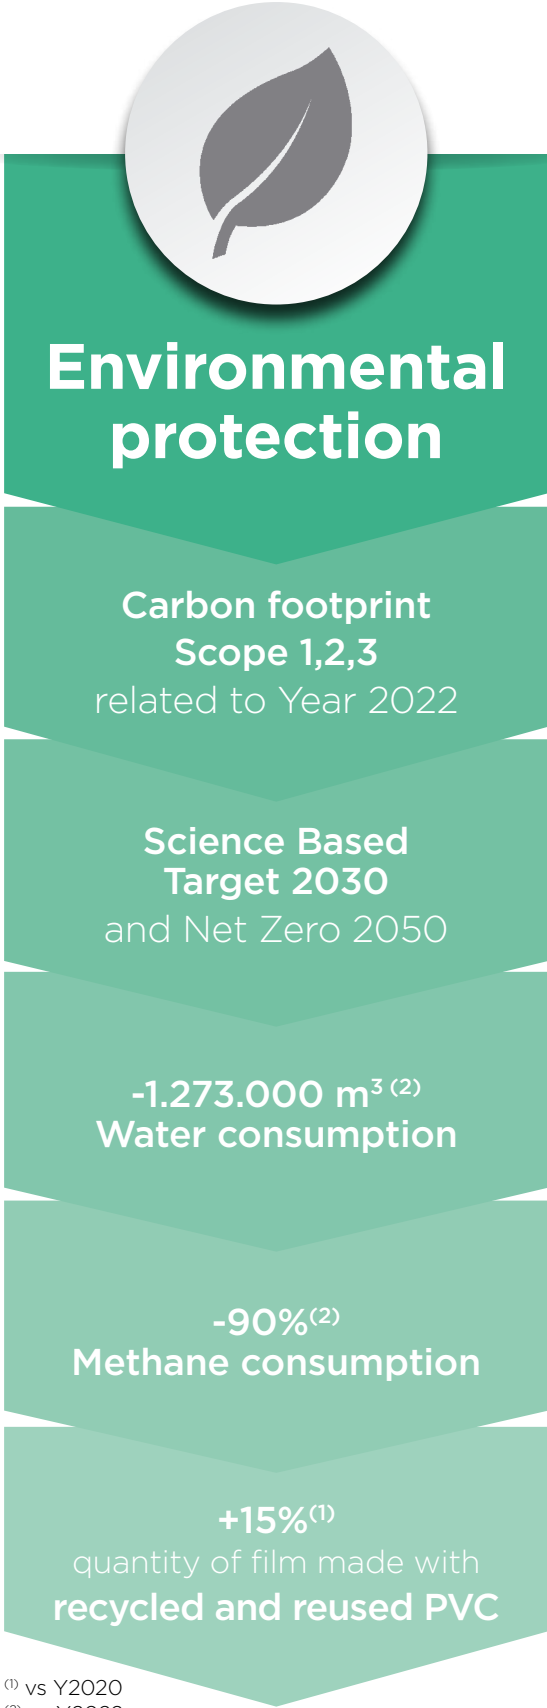 Environmental
protection
Carbon footprint
Scope 1,2,3
related to Year 2022
Science Based
Target 2030
and Net Zero 2050
-1.273.000 m³ ⁽²⁾
Water consumption
-90%⁽²⁾
Methane consumption
+15%⁽¹⁾
quantity of film made with
recycled and reused PVC
⁽¹⁾ vs Y2020